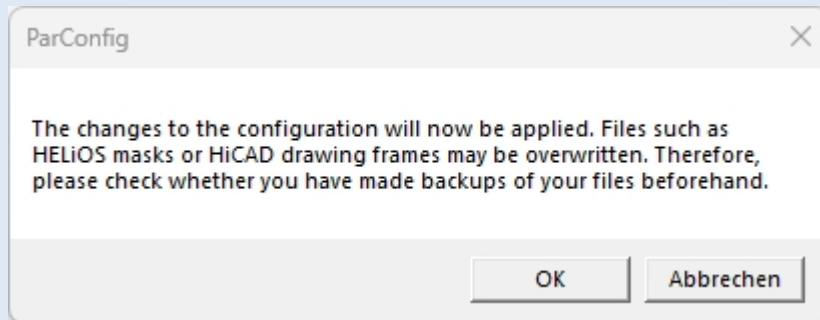 ParConfig
The changes to the configuration will now be applied. Files such as
HELiOS masks or HiCAD drawing frames may be overwritten. Therefore,
please check whether you have made backups of your files beforehand.
OK
Abbrechen